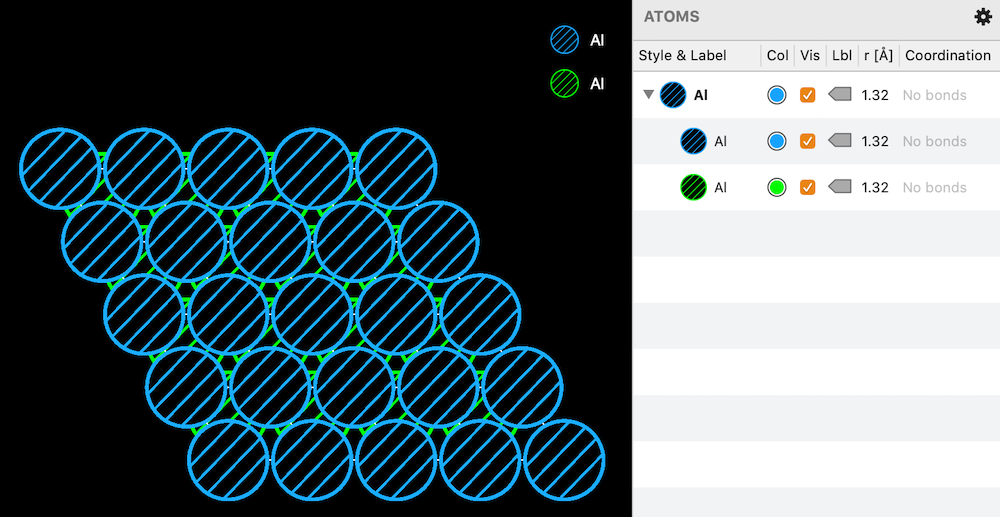 Al
Al
ATOMS
Style & Label Col Vis Lbl r [Å] Coordination
Al 1.32 No bonds
Al 1.32 No bonds
Al 1.32 No bonds